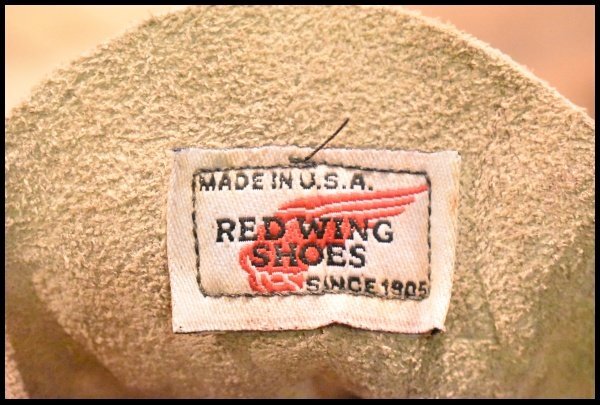 MADE IN U.S.A.
RED WING
SHOES
SINCE 1905